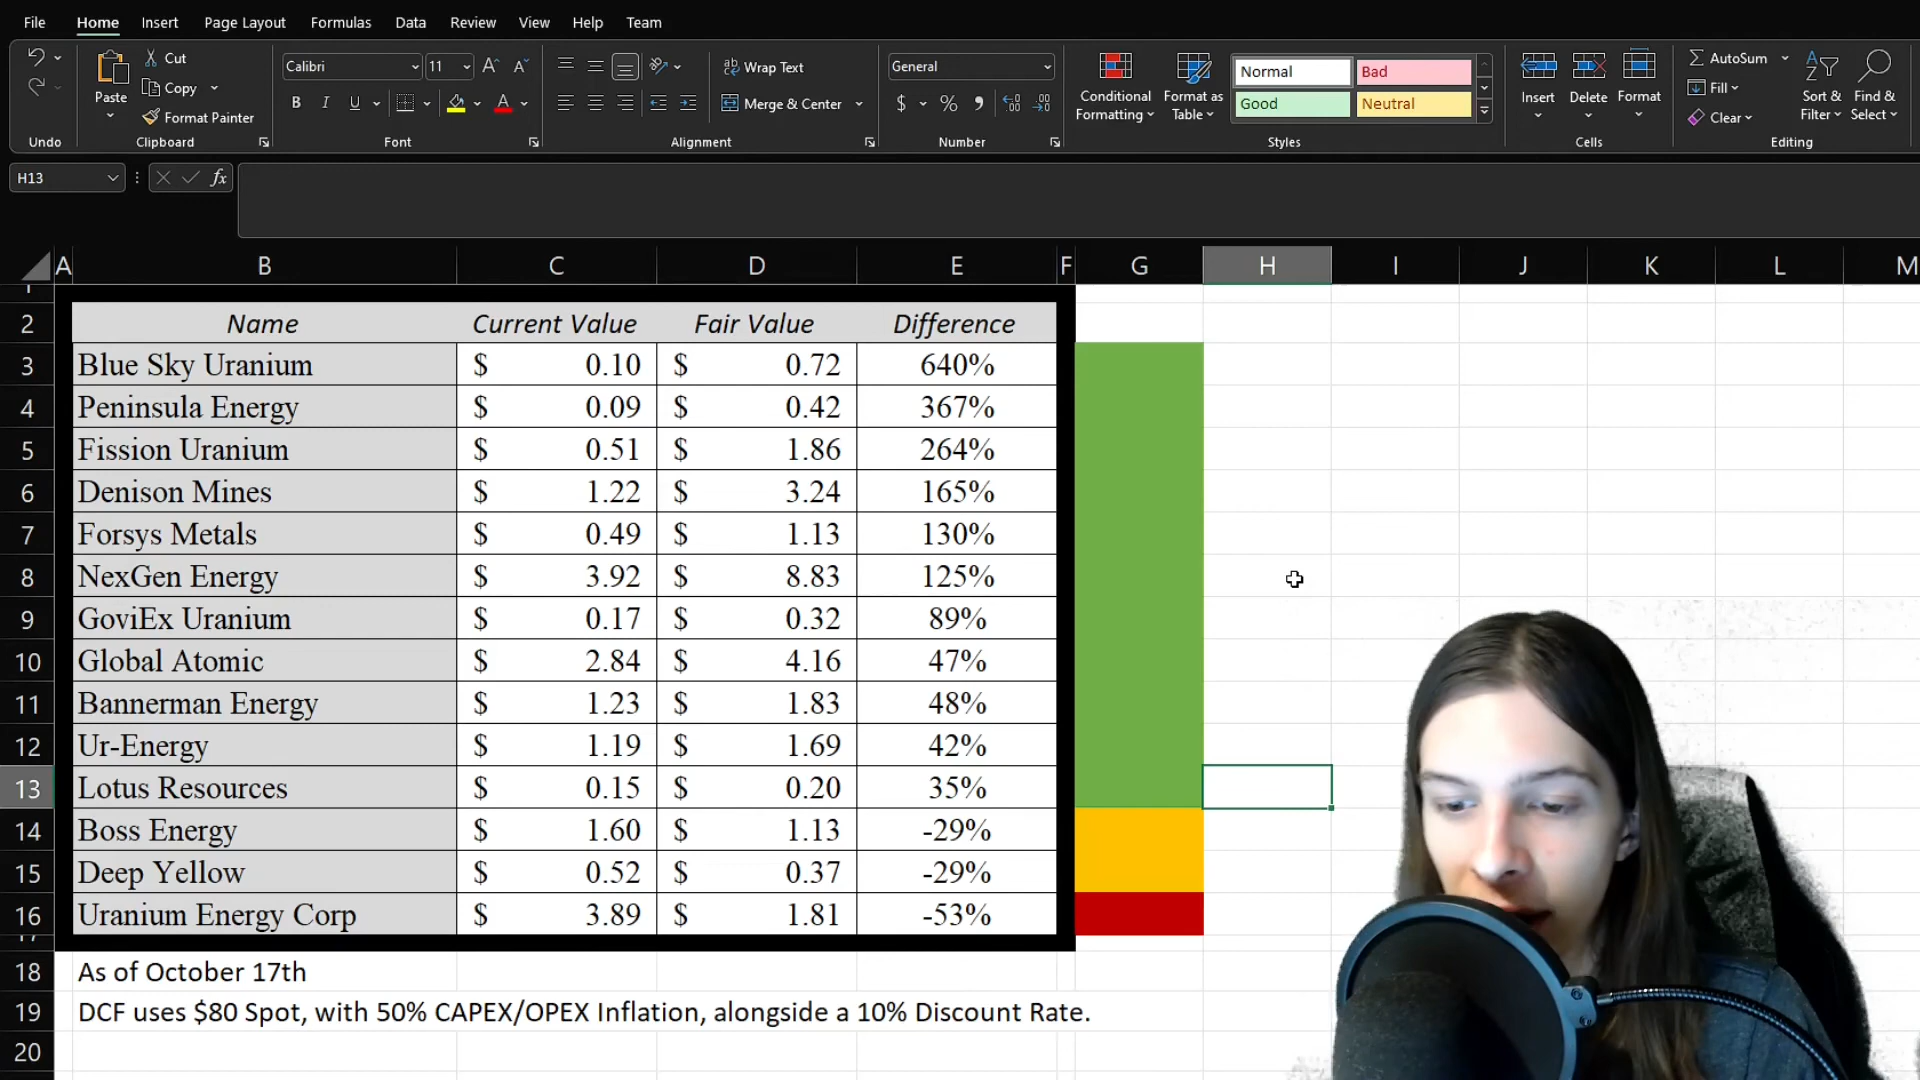 File Home Insert Page Layout Formulas Data Review View Help Team
Cut
Copy
Format Painter
Paste
Undo
Clipboard
Calibri 11
B I U
Font
Wrap Text
Merge & Center
Alignment
General
$ %
Number
Conditional Formatting
Format as Table
Normal Bad
Good Neutral
Styles
Insert Delete Format
Cells
AutoSum
Fill
Clear
Sort & Filter
Find & Select
Editing
H13 fx
A B C D E F G H I J K L M
1
2 Name Current Value Fair Value Difference
3 Blue Sky Uranium $ 0.10 $ 0.72 640%
4 Peninsula Energy $ 0.09 $ 0.42 367%
5 Fission Uranium $ 0.51 $ 1.86 264%
6 Denison Mines $ 1.22 $ 3.24 165%
7 Forsys Metals $ 0.49 $ 1.13 130%
8 NexGen Energy $ 3.92 $ 8.83 125%
9 GoviEx Uranium $ 0.17 $ 0.32 89%
10 Global Atomic $ 2.84 $ 4.16 47%
11 Bannerman Energy $ 1.23 $ 1.83 48%
12 Ur-Energy $ 1.19 $ 1.69 42%
13 Lotus Resources $ 0.15 $ 0.20 35%
14 Boss Energy $ 1.60 $ 1.13 -29%
15 Deep Yellow $ 0.52 $ 0.37 -29%
16 Uranium Energy Corp $ 3.89 $ 1.81 -53%
17
18 As of October 17th
19 DCF uses $80 Spot, with 50% CAPEX/OPEX Inflation, alongside a 10% Discount Rate.
20